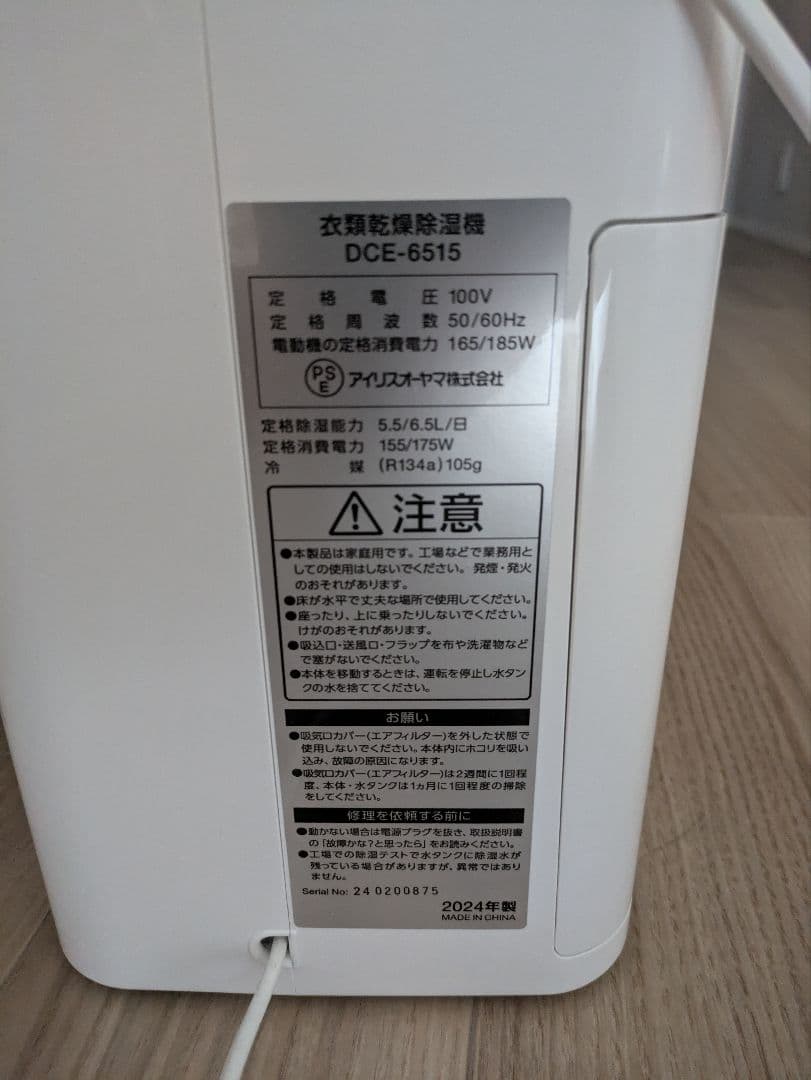 衣類乾燥除湿機
DCE-6515
定格電圧 100V
定格周波数 50/60Hz
電動機の定格消費電力 165/185W
PSE アイリスオーヤマ株式会社
定格除湿能力 5.5/6.5L/日
定格消費電力 155/175W
冷媒 (R134a)105g
注意
●本製品は家庭用です。工場などで業務用と
しての使用はしないでください。発煙・発火
のおそれがあります。
●床が水平で丈夫な場所で使用してください。
●座ったり、上に乗ったりしないでください。
けがのおそれがあります。
●吸込口・送風口・フラップを布や洗濯物など
で塞がないでください。
●本体を移動するときは、運転を停止し水タン
クの水を捨ててください。
お願い
●吸気口カバー(エアフィルター)を外した状態で
使用しないでください。本体内にホコリを吸い
込み、故障の原因になります。
●吸気口カバー(エアフィルター)は2週間に1回程
度、本体・水タンクは1ヵ月に1回程度の掃除
をしてください。
修理を依頼する前に
●動かない場合は電源プラグを抜き、取扱説明書
の「故障かな?と思ったら」をお読みください。
●工場での除湿テストで水タンクに除湿水が
残っている場合がありますが、異常ではあり
ません。
Serial No: 24 0200875
2024年製
MADE IN CHINA